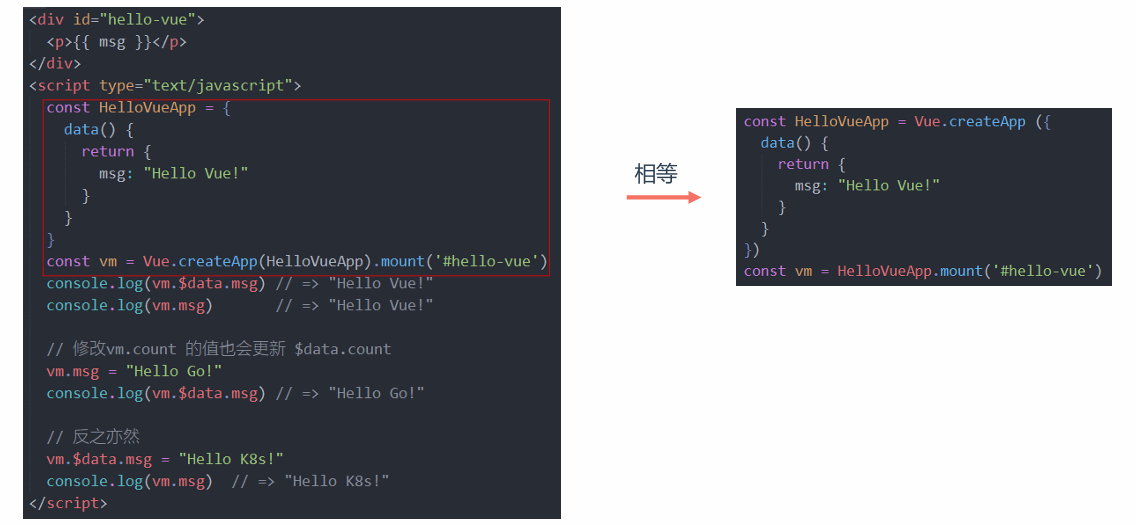 <div id="hello-vue">
  <p>{{ msg }}</p>
</div>
<script type="text/javascript">
  const HelloVueApp = {
    data() {
      return {
        msg: "Hello Vue!"
      }
    }
  }
  const vm = Vue.createApp(HelloVueApp).mount('#hello-vue')
  console.log(vm.$data.msg) // => "Hello Vue!"
  console.log(vm.msg)       // => "Hello Vue!"

  // 修改vm.count 的值也会更新 $data.count
  vm.msg = "Hello Go!"
  console.log(vm.$data.msg) // => "Hello Go!"

  // 反之亦然
  vm.$data.msg = "Hello K8s!"
  console.log(vm.msg)  // => "Hello K8s!"
</script>
相等
const HelloVueApp = Vue.createApp ({
  data() {
    return {
      msg: "Hello Vue!"
    }
  }
})
const vm = HelloVueApp.mount('#hello-vue')